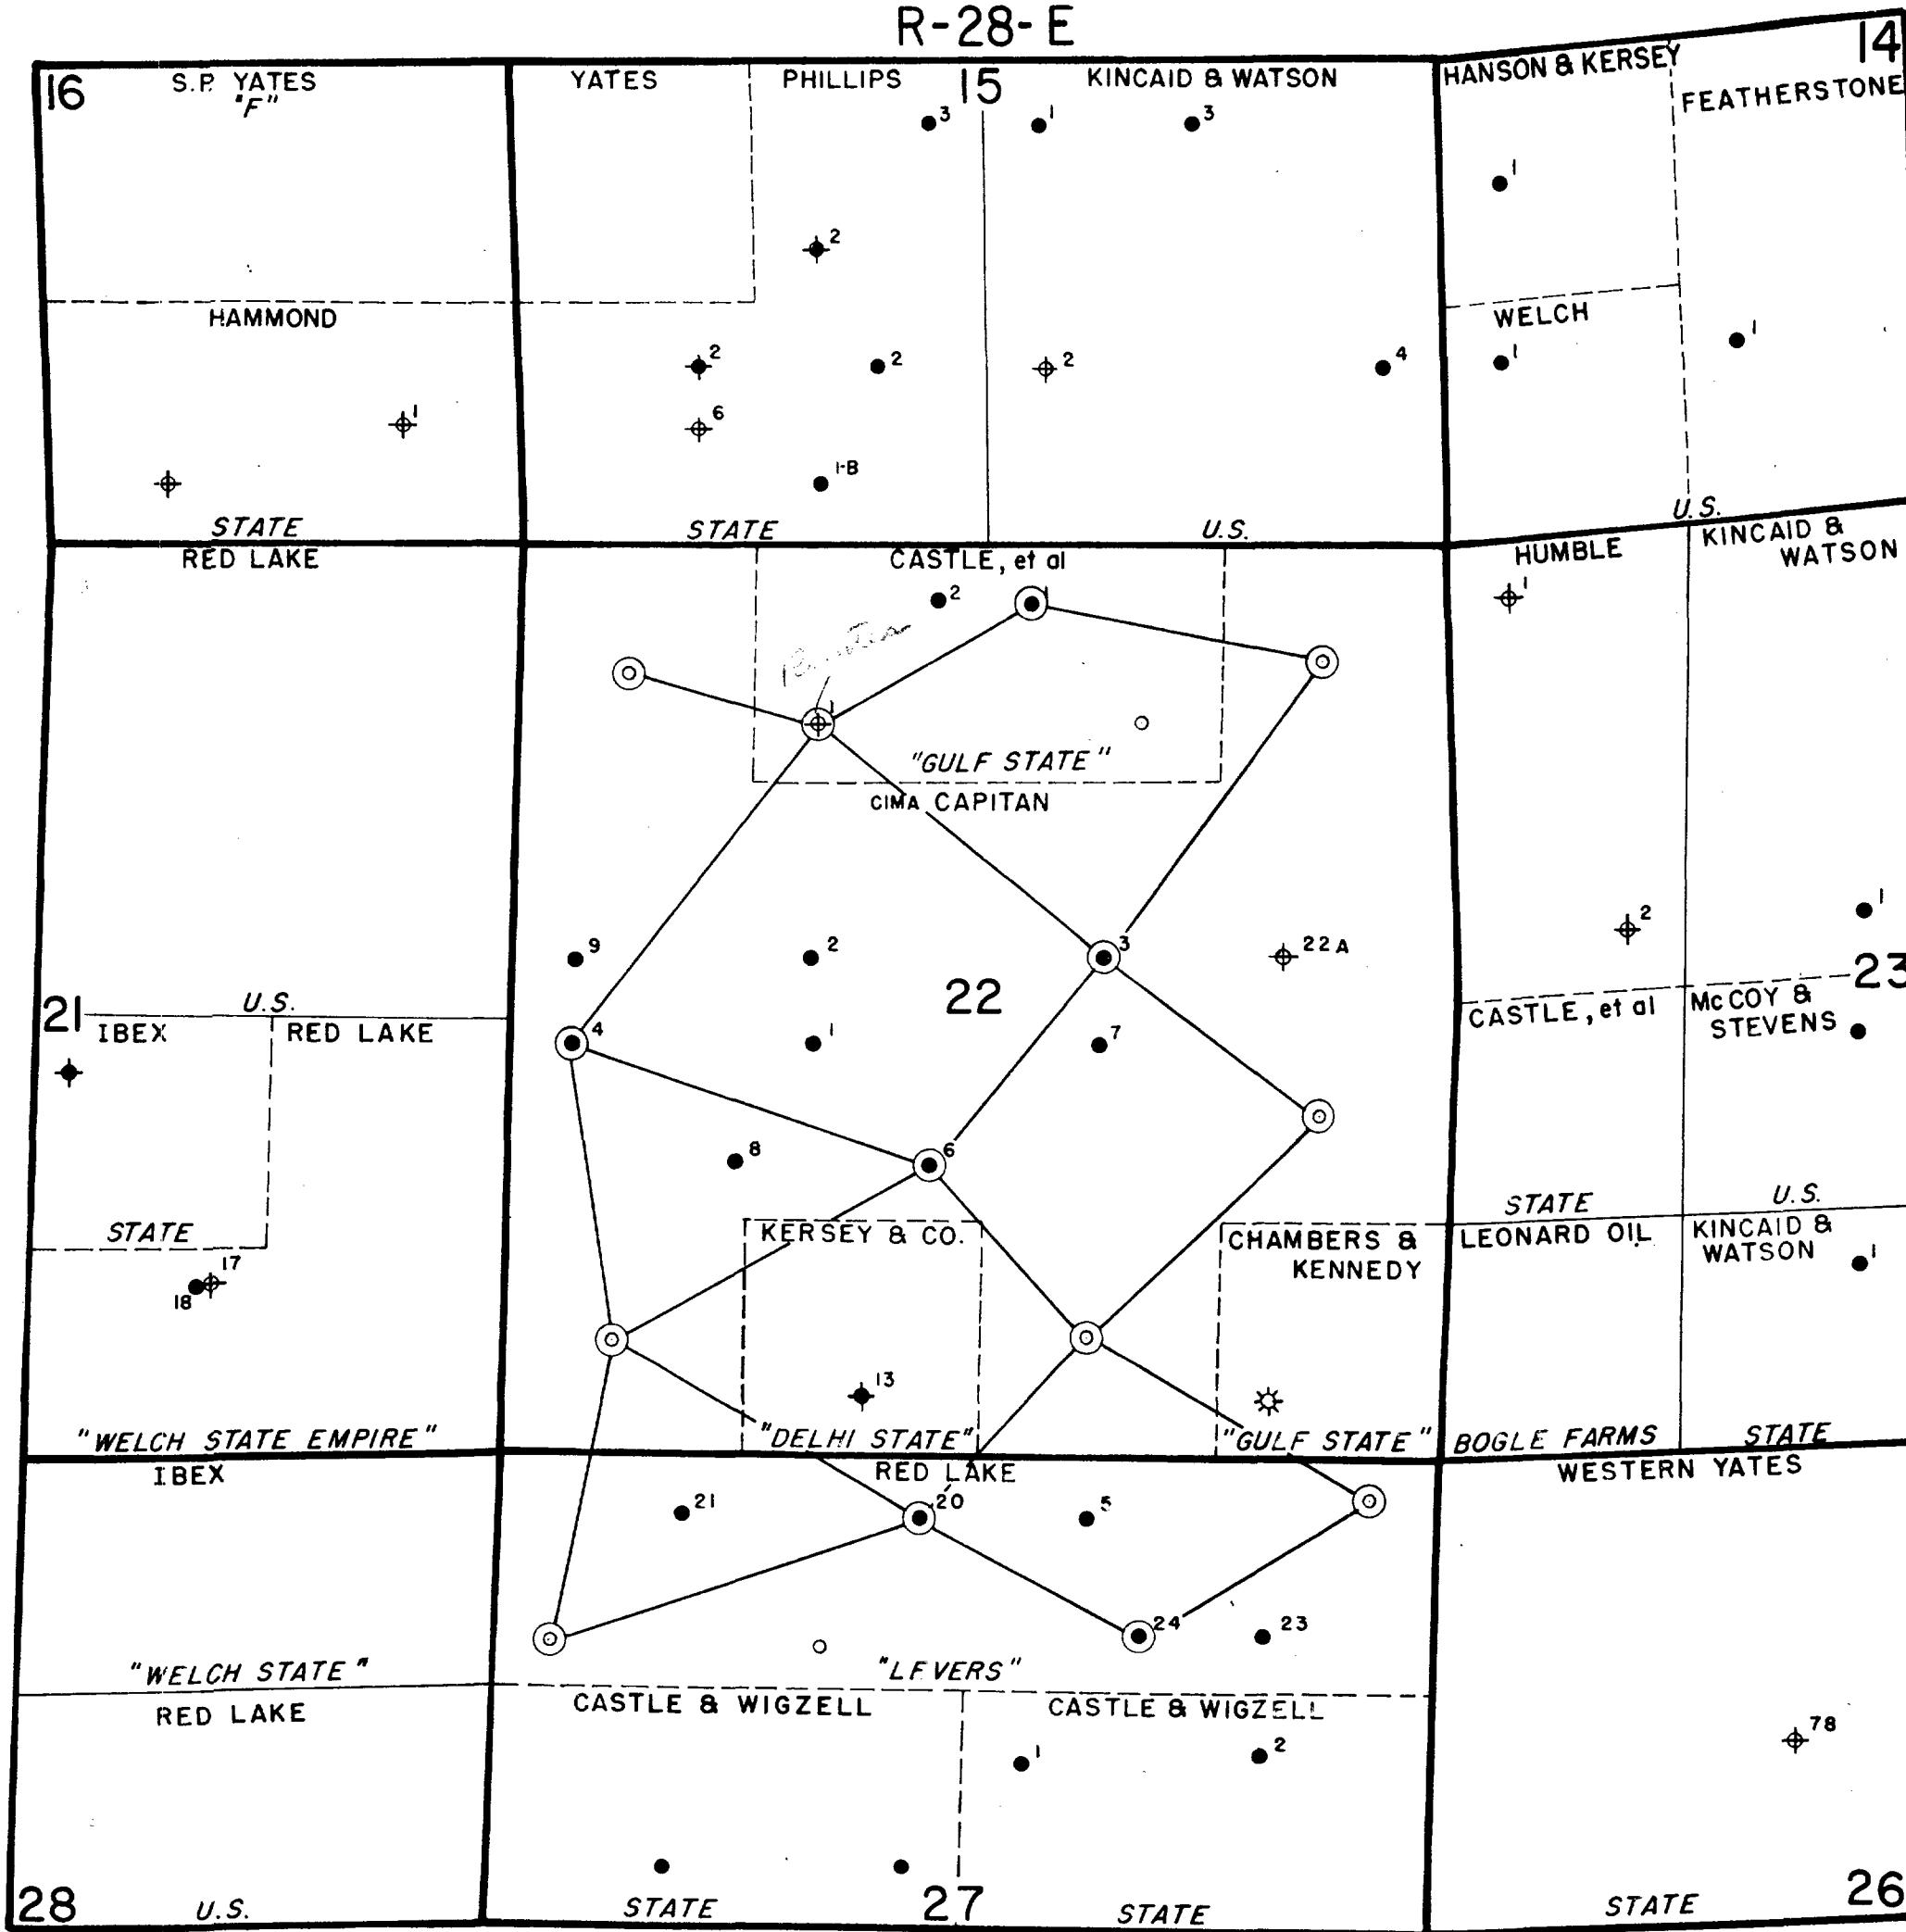 R-28-E
16 S.P. YATES "F" YATES PHILLIPS 15 KINCAID & WATSON HANSON & KERSEY 14
FEATHERSTONE
3 1 3
1
2
HAMMOND WELCH
1
2 2 2 4 1
1 6
1-B
STATE STATE U.S. U.S.
RED LAKE CASTLE, et al HUMBLE KINCAID & WATSON
2 1 1
1
"GULF STATE"
CIMA CAPITAN
9 2 3 22A 2 1
22 23
21 U.S. CASTLE, et al McCOY & STEVENS
IBEX RED LAKE 4 1 7
8 6
STATE STATE U.S.
KERSEY & CO. CHAMBERS & KENNEDY LEONARD OIL KINCAID & WATSON
17 1
18
13
"WELCH STATE EMPIRE" "DELHI STATE" "GULF STATE" BOGLE FARMS STATE
IBEX RED LAKE WESTERN YATES
21 20 5
24 23
"WELCH STATE" "LEVERS"
RED LAKE CASTLE & WIGZELL CASTLE & WIGZELL
1 2 78
28 U.S. STATE 27 STATE STATE 26